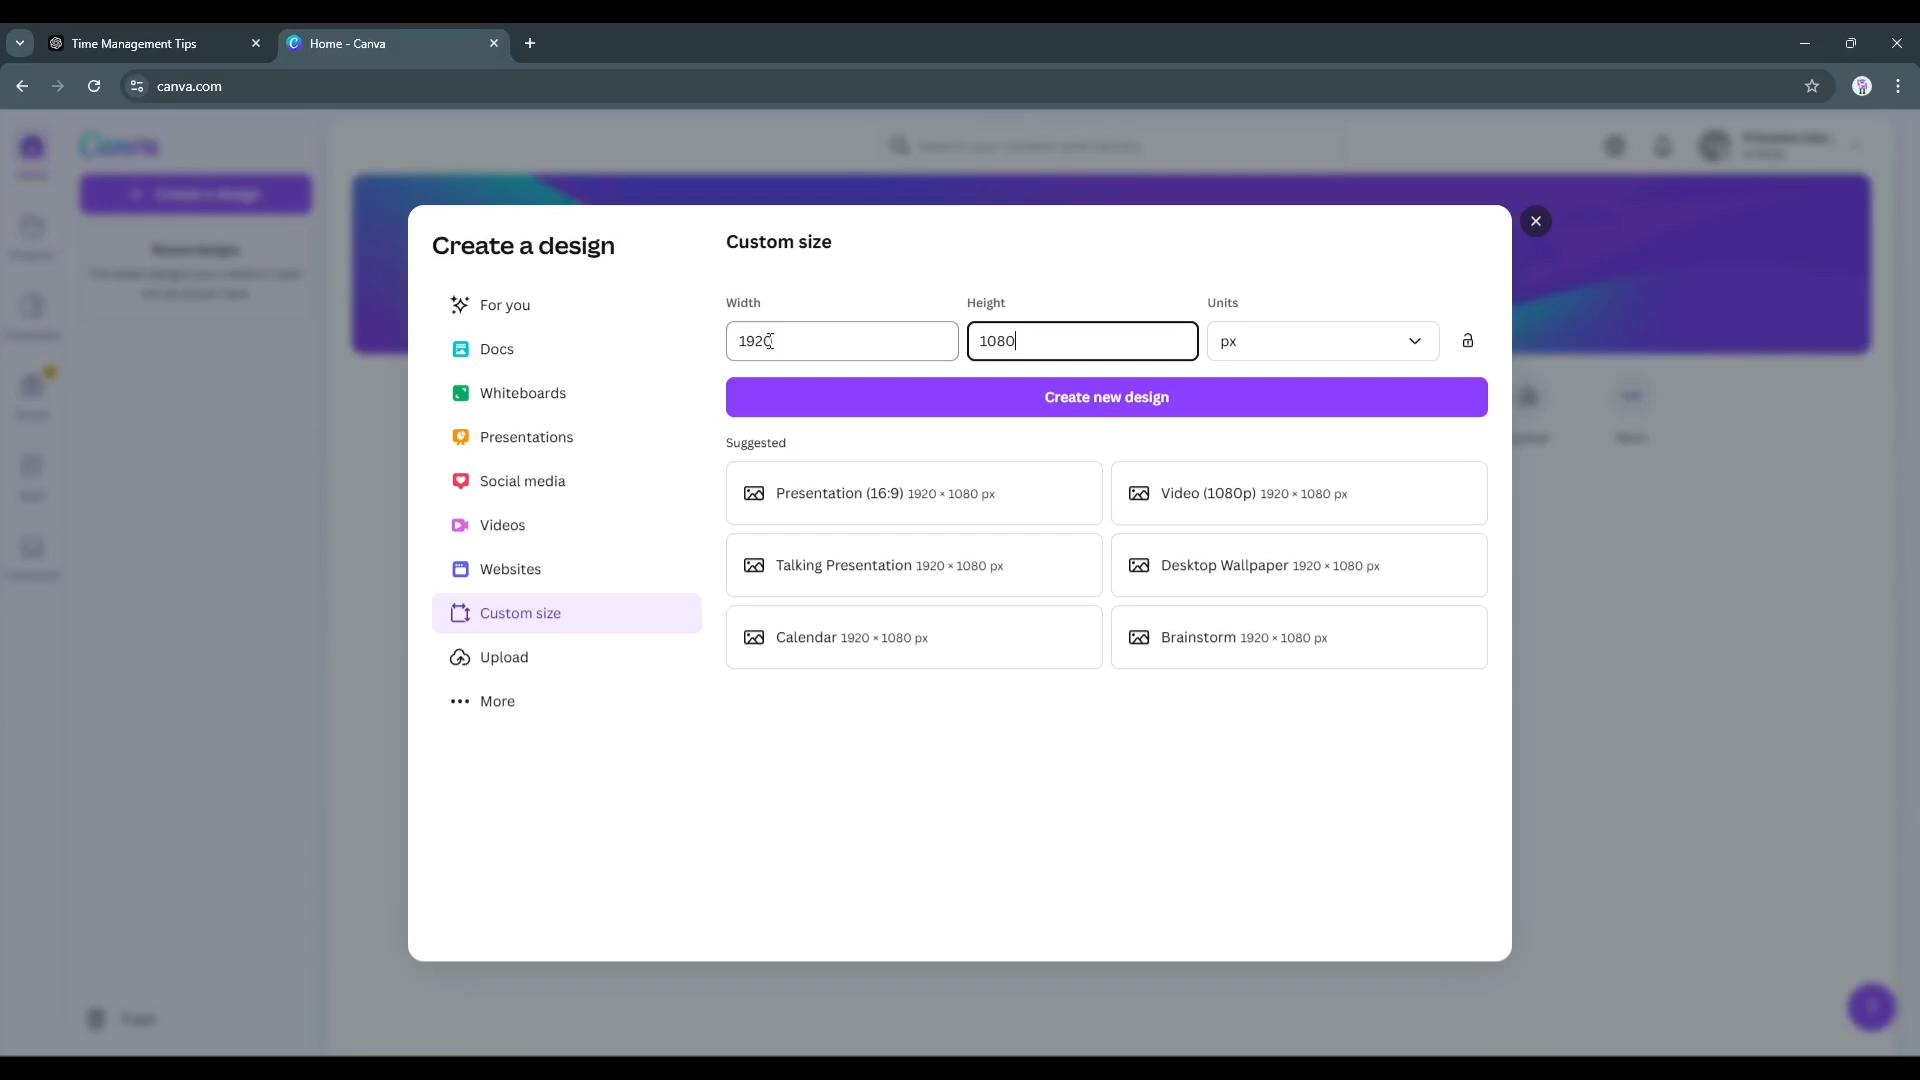 Time Management Tips
Home - Canva
canva.com
Canva
Create a design
Create a design
Custom size
For you
Docs
Whiteboards
Presentations
Social media
Videos
Websites
Custom size
Upload
More
Width
Height
Units
1920
1080
px
Create new design
Suggested
Presentation (16:9) 1920 × 1080 px
Video (1080p) 1920 × 1080 px
Talking Presentation 1920 × 1080 px
Desktop Wallpaper 1920 × 1080 px
Calendar 1920 × 1080 px
Brainstorm 1920 × 1080 px